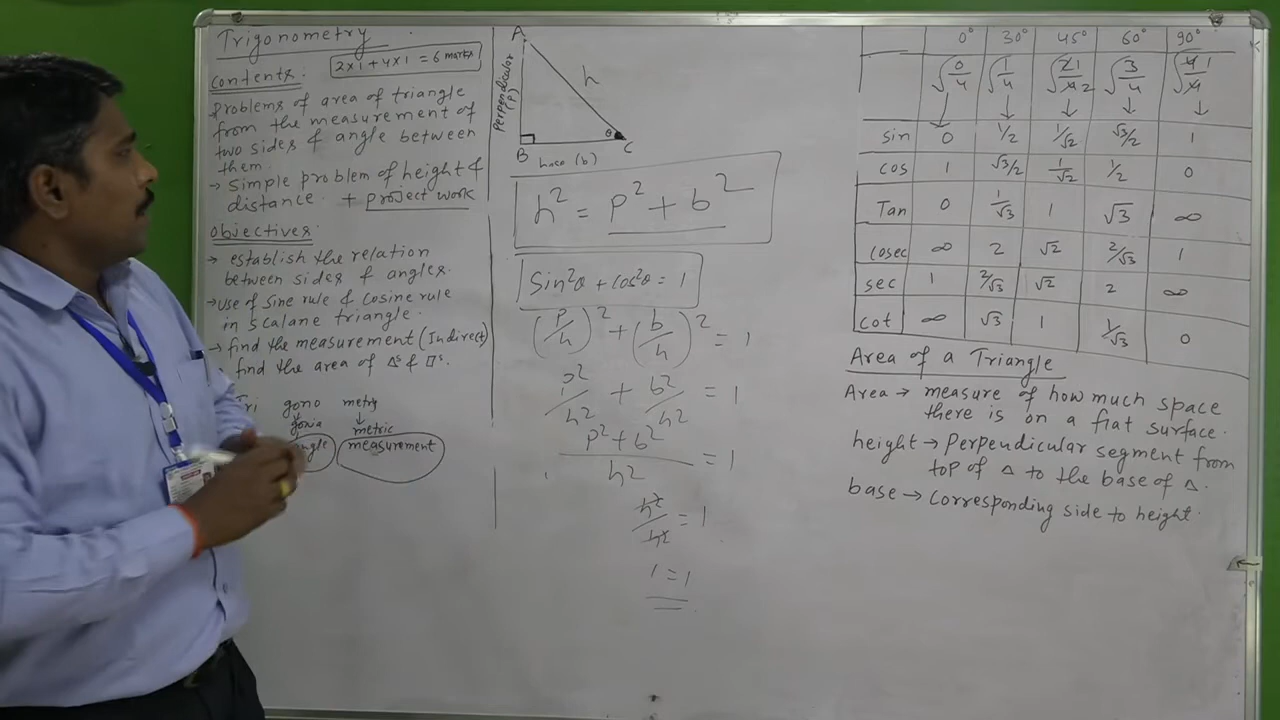 Trigonometry
2x1 + 4x1 = 6 marks
contents:
problems of area of triangle
from the measurement of
two sides & angle between
them.
→ simple problem of height &
distance. + project work
objectives:
→ establish the relation
between sides & angles.
→ use of sine rule & cosine rule
in scalane triangle.
→ find the measurement (Indirect)
find the area of Δˢ & □ˢ.
Tri gono metry
↓ ↓
gonia metric
angle measurement
A
Perpendicular
(P)
h
θ
B
C
base (b)
h² = p² + b²
Sin²θ + cos²θ = 1
(p/h)² + (b/h)² = 1
p²/h² + b²/h² = 1
(p² + b²)/h² = 1
h²/h² = 1
1 = 1
0° 30° 45° 60° 90°
√(0/4) √(1/4) √(2/4) 1 2 √(3/4) √(4/4) 1
↓ ↓ ↓ ↓ ↓
sin 0 1/2 1/√2 √3/2 1
cos 1 √3/2 1/√2 1/2 0
Tan 0 1/√3 1 √3 ∞
cosec ∞ 2 √2 2/√3 1
sec 1 2/√3 √2 2 ∞
cot ∞ √3 1 1/√3 0
Area of a Triangle
Area → measure of how much space
there is on a flat surface.
height → Perpendicular segment from
top of Δ to the base of Δ.
base → corresponding side to height.